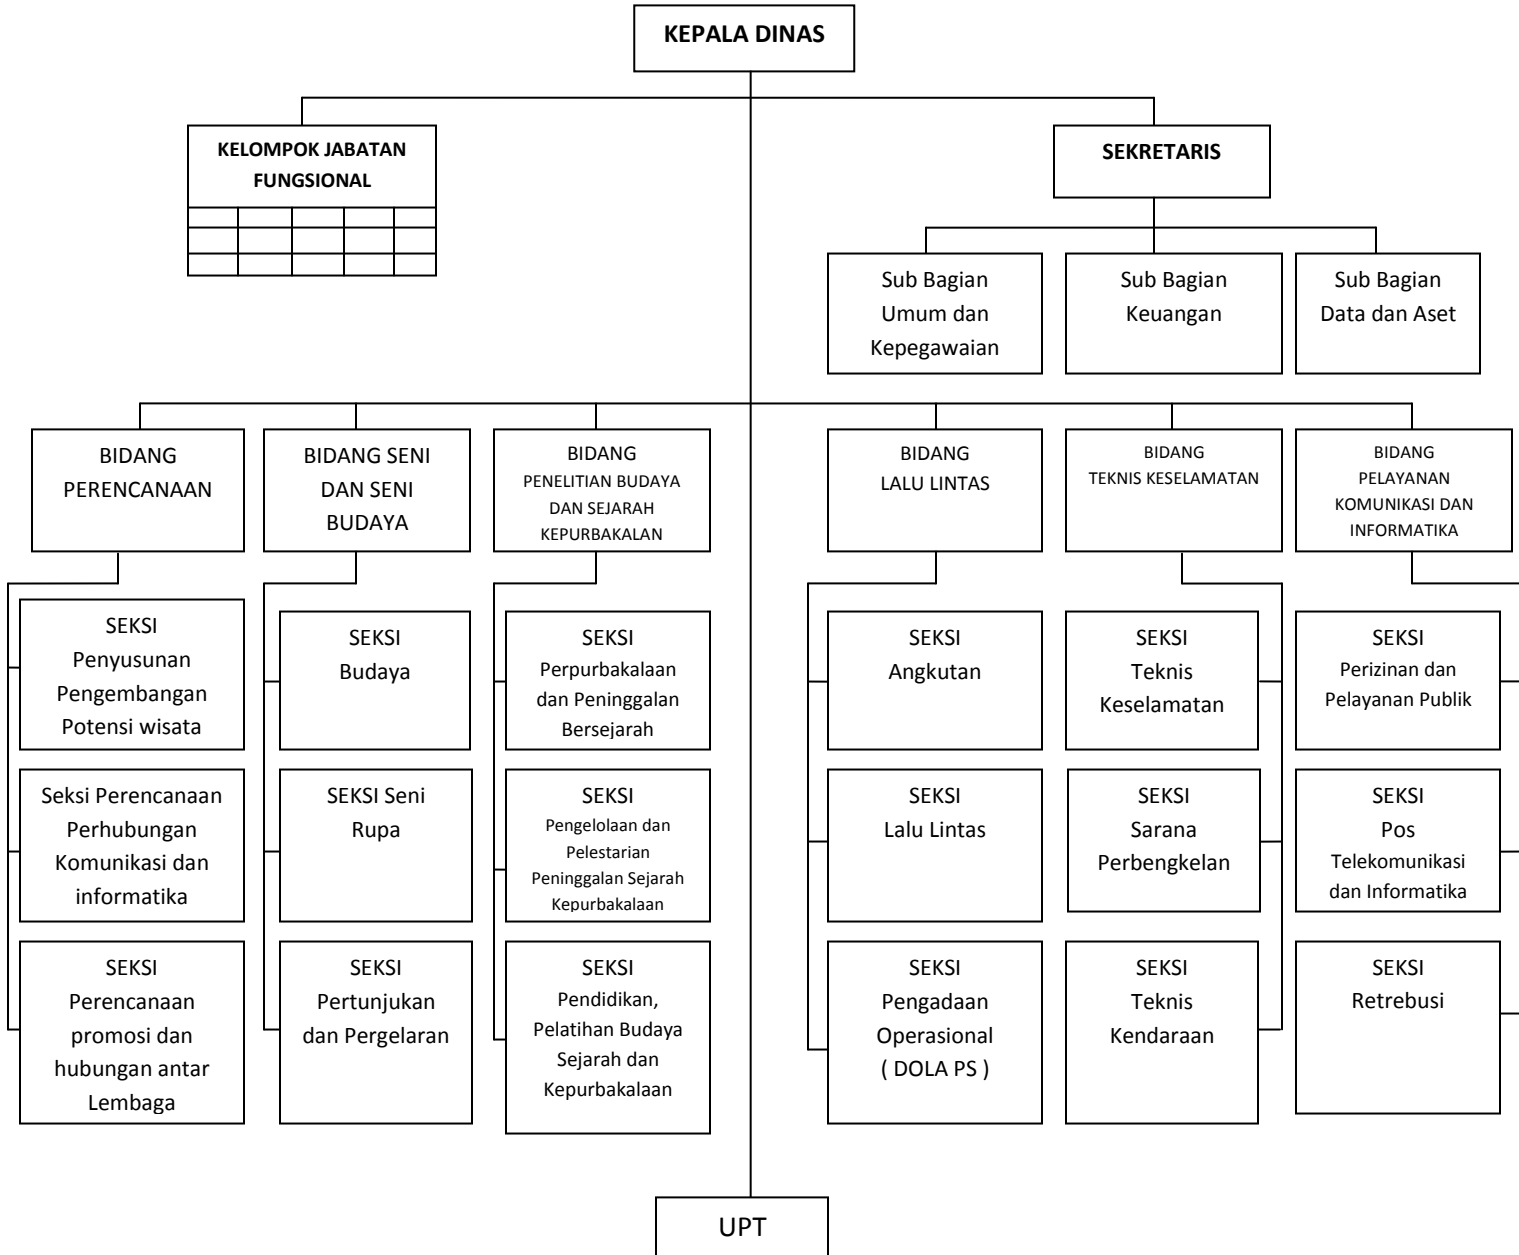 KEPALA DINAS
KELOMPOK JABATAN
FUNGSIONAL
SEKRETARIS
Sub Bagian
Umum dan
Kepegawaian
Sub Bagian
Keuangan
Sub Bagian
Data dan Aset
BIDANG
PERENCANAAN
BIDANG SENI
DAN SENI
BUDAYA
BIDANG
PENELITIAN BUDAYA
DAN SEJARAH
KEPURBAKALAN
BIDANG
LALU LINTAS
BIDANG
TEKNIS KESELAMATAN
BIDANG
PELAYANAN
KOMUNIKASI DAN
INFORMATIKA
SEKSI
Penyusunan
Pengembangan
Potensi wisata
SEKSI
Budaya
SEKSI
Perpurbakalaan
dan Peninggalan
Bersejarah
SEKSI
Angkutan
SEKSI
Teknis
Keselamatan
SEKSI
Perizinan dan
Pelayanan Publik
Seksi Perencanaan
Perhubungan
Komunikasi dan
informatika
SEKSI Seni
Rupa
SEKSI
Pengelolaan dan
Pelestarian
Peninggalan Sejarah
Kepurbakalaan
SEKSI
Lalu Lintas
SEKSI
Sarana
Perbengkelan
SEKSI
Pos
Telekomunikasi
dan Informatika
SEKSI
Perencanaan
promosi dan
hubungan antar
Lembaga
SEKSI
Pertunjukan
dan Pergelaran
SEKSI
Pendidikan,
Pelatihan Budaya
Sejarah dan
Kepurbakalaan
SEKSI
Pengadaan
Operasional
( DOLA PS )
SEKSI
Teknis
Kendaraan
SEKSI
Retrebusi
UPT